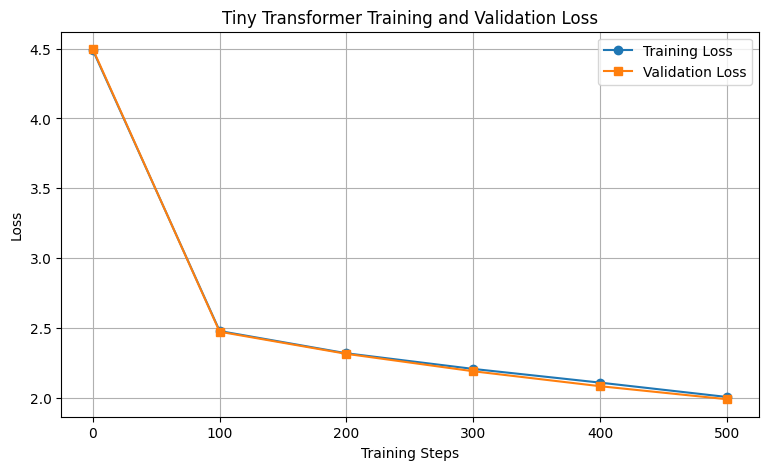 Tiny Transformer Training and Validation Loss
Training Loss
Validation Loss
4.5
4.0
3.5
3.0
2.5
2.0
Loss
0 100 200 300 400 500
Training Steps